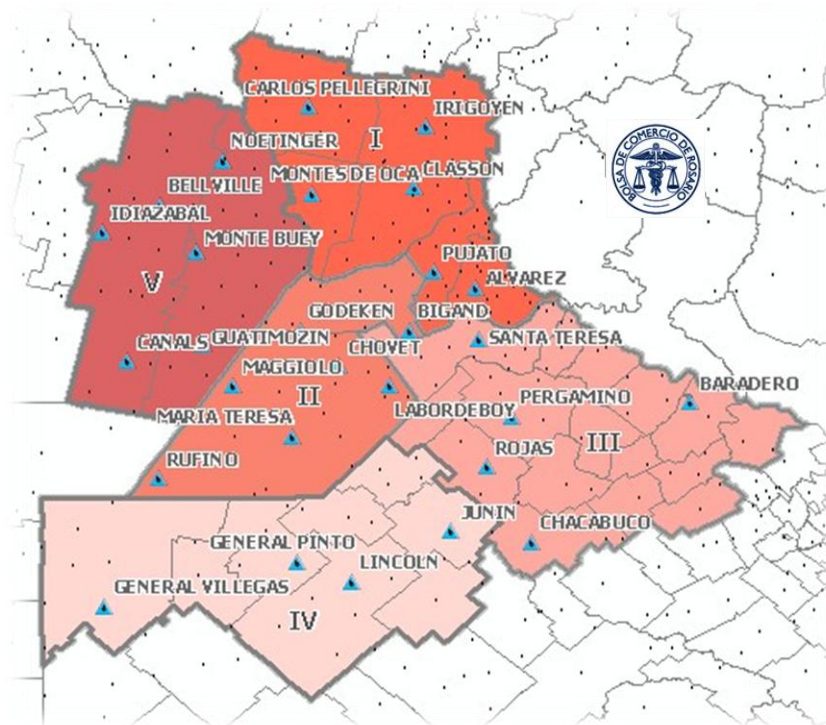 CARLOS PELLEGRINI
IRIGOYEN
NOETINGER
I
BELLVILLE
MONTES DE OCA
CLASSON
BOLSA DE COMERCIO DE ROSARIO
IDIAZABAL
MONTE BUEY
PUJATO
V
ALVAREZ
GODEKEN
BIGAND
CANALS
GUATIMOZIN
CHOVET
SANTA TERESA
MAGGIOLO
II
LABORDEBOY
PERGAMINO
BARADERO
MARIA TERESA
III
RUFINO
ROJAS
JUNIN
CHACABUCO
GENERAL PINTO
LINCOLN
GENERAL VILLEGAS
IV